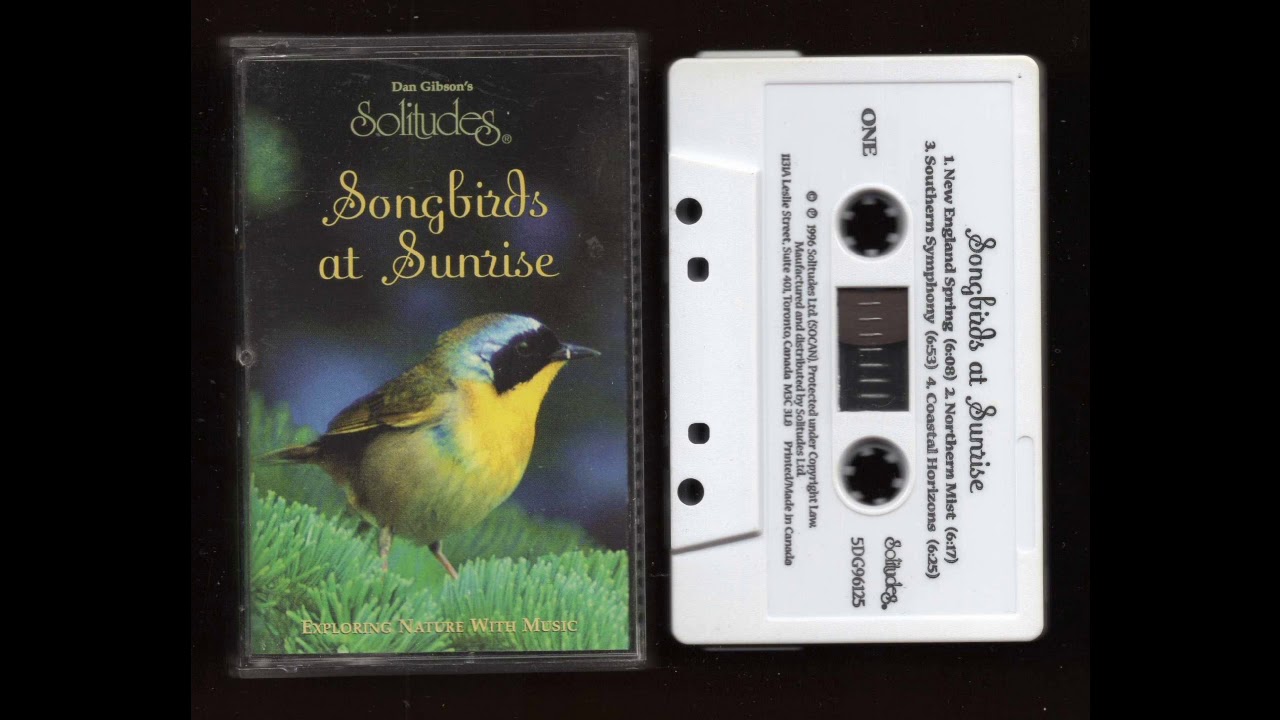 Dan Gibson's
Solitudes®
Songbirds
at Sunrise
EXPLORING NATURE WITH MUSIC
Songbirds at Sunrise
1. New England Spring (6:08) 2. Northern Mist (6:17)
3. Southern Symphony (6:53) 4. Coastal Horizons (6:25)
ONE
Solitudes®
5DG96125
© ℗ 1996 Solitudes Ltd. (SOCAN). Protected under Copyright Law.
Maufactured and distributed by Solitudes Ltd.
1131A Leslie Street, Suite 401, Toronto, Canada M3C 3L8 Printed/Made in Canada